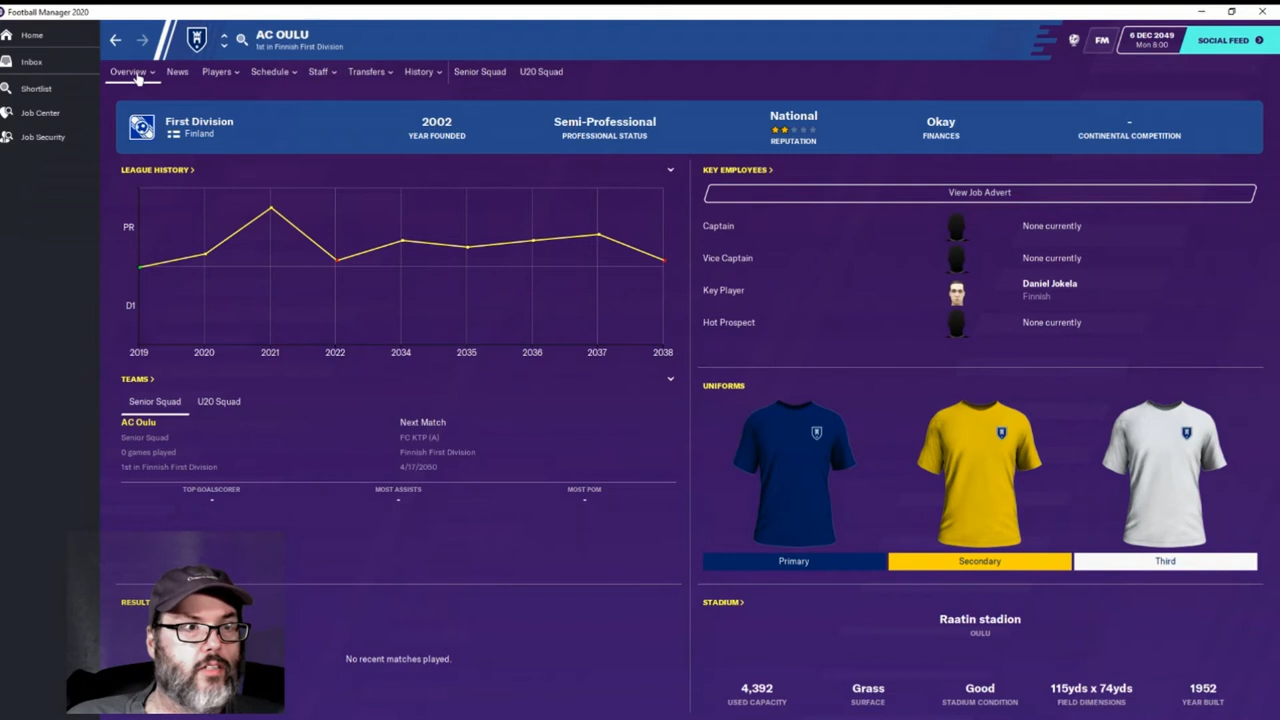 Football Manager 2020
Home
Inbox
Shortlist
Job Center
Job Security
AC OULU
1st in Finnish First Division
FM
6 DEC 2049
Mon 8:00
SOCIAL FEED
Overview
News
Players
Schedule
Staff
Transfers
History
Senior Squad
U20 Squad
First Division
Finland
2002
YEAR FOUNDED
Semi-Professional
PROFESSIONAL STATUS
National
REPUTATION
Okay
FINANCES
-
CONTINENTAL COMPETITION
LEAGUE HISTORY >
PR
D1
2019 2020 2021 2022 2034 2035 2036 2037 2038
TEAMS >
Senior Squad U20 Squad
AC Oulu
Senior Squad
0 games played
1st in Finnish First Division
Next Match
FC KTP (A)
Finnish First Division
4/17/2050
TOP GOALSCORER
-
MOST ASSISTS
-
MOST POM
-
RESULT
No recent matches played.
KEY EMPLOYEES >
View Job Advert
Captain None currently
Vice Captain None currently
Key Player Daniel Jokela
Finnish
Hot Prospect None currently
UNIFORMS
Primary
Secondary
Third
STADIUM >
Raatin stadion
OULU
4,392
USED CAPACITY
Grass
SURFACE
Good
STADIUM CONDITION
115yds x 74yds
FIELD DIMENSIONS
1952
YEAR BUILT